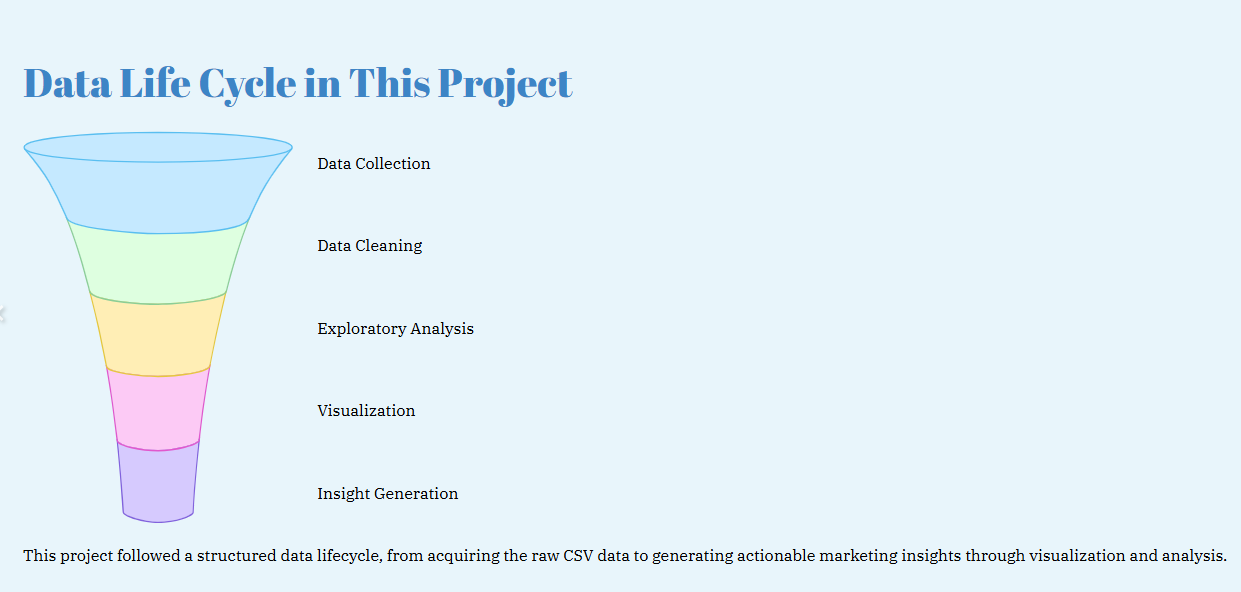 Data Life Cycle in This Project
Data Collection
Data Cleaning
Exploratory Analysis
Visualization
Insight Generation
This project followed a structured data lifecycle, from acquiring the raw CSV data to generating actionable marketing insights through visualization and analysis.